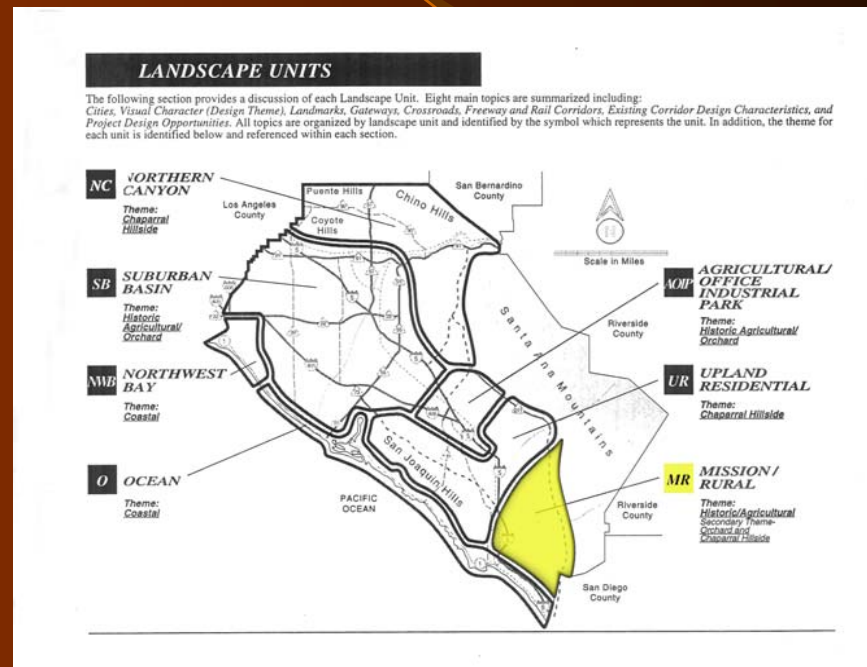 LANDSCAPE UNITS
The following section provides a discussion of each Landscape Unit. Eight main topics are summarized including:
Cities, Visual Character (Design Theme), Landmarks, Gateways, Crossroads, Freeway and Rail Corridors, Existing Corridor Design Characteristics, and
Project Design Opportunities. All topics are organized by landscape unit and identified by the symbol which represents the unit. In addition, the theme for
each unit is identified below and referenced within each section.
NC NORTHERN
CANYON
Theme:
Chaparral
Hillside
SB SUBURBAN
BASIN
Theme:
Historic
Agricultural/
Orchard
NWB NORTHWEST
BAY
Theme:
Coastal
O OCEAN
Theme:
Coastal
Los Angeles
County
Puente Hills
Chino Hills
Coyote
Hills
San Bernardino
County
N
Scale in Miles
Santa Ana Mountains
Riverside
County
San Joaquin Hills
PACIFIC
OCEAN
Riverside
County
San Diego
County
AOIP AGRICULTURAL/
OFFICE
INDUSTRIAL
PARK
Theme:
Historic Agricultural/
Orchard
UR UPLAND
RESIDENTIAL
Theme:
Chaparral Hillside
MR MISSION/
RURAL
Theme:
Historic/Agricultural
Secondary Theme-
Orchard and
Chaparral Hillside